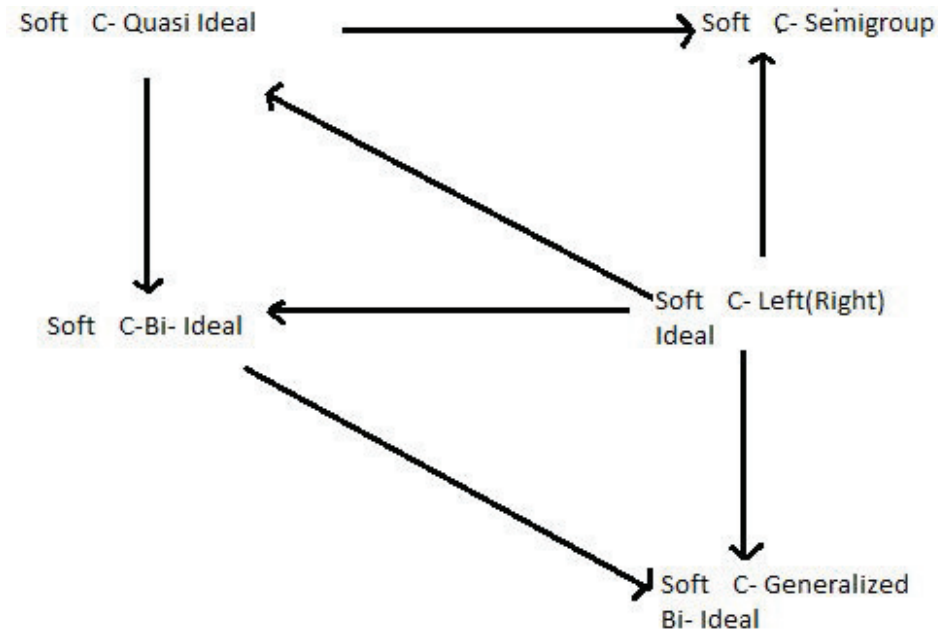 Soft C- Quasi Ideal
Soft C- Semigroup
Soft C- Left(Right)
Ideal
Soft C-Bi- Ideal
Soft C- Generalized
Bi- Ideal